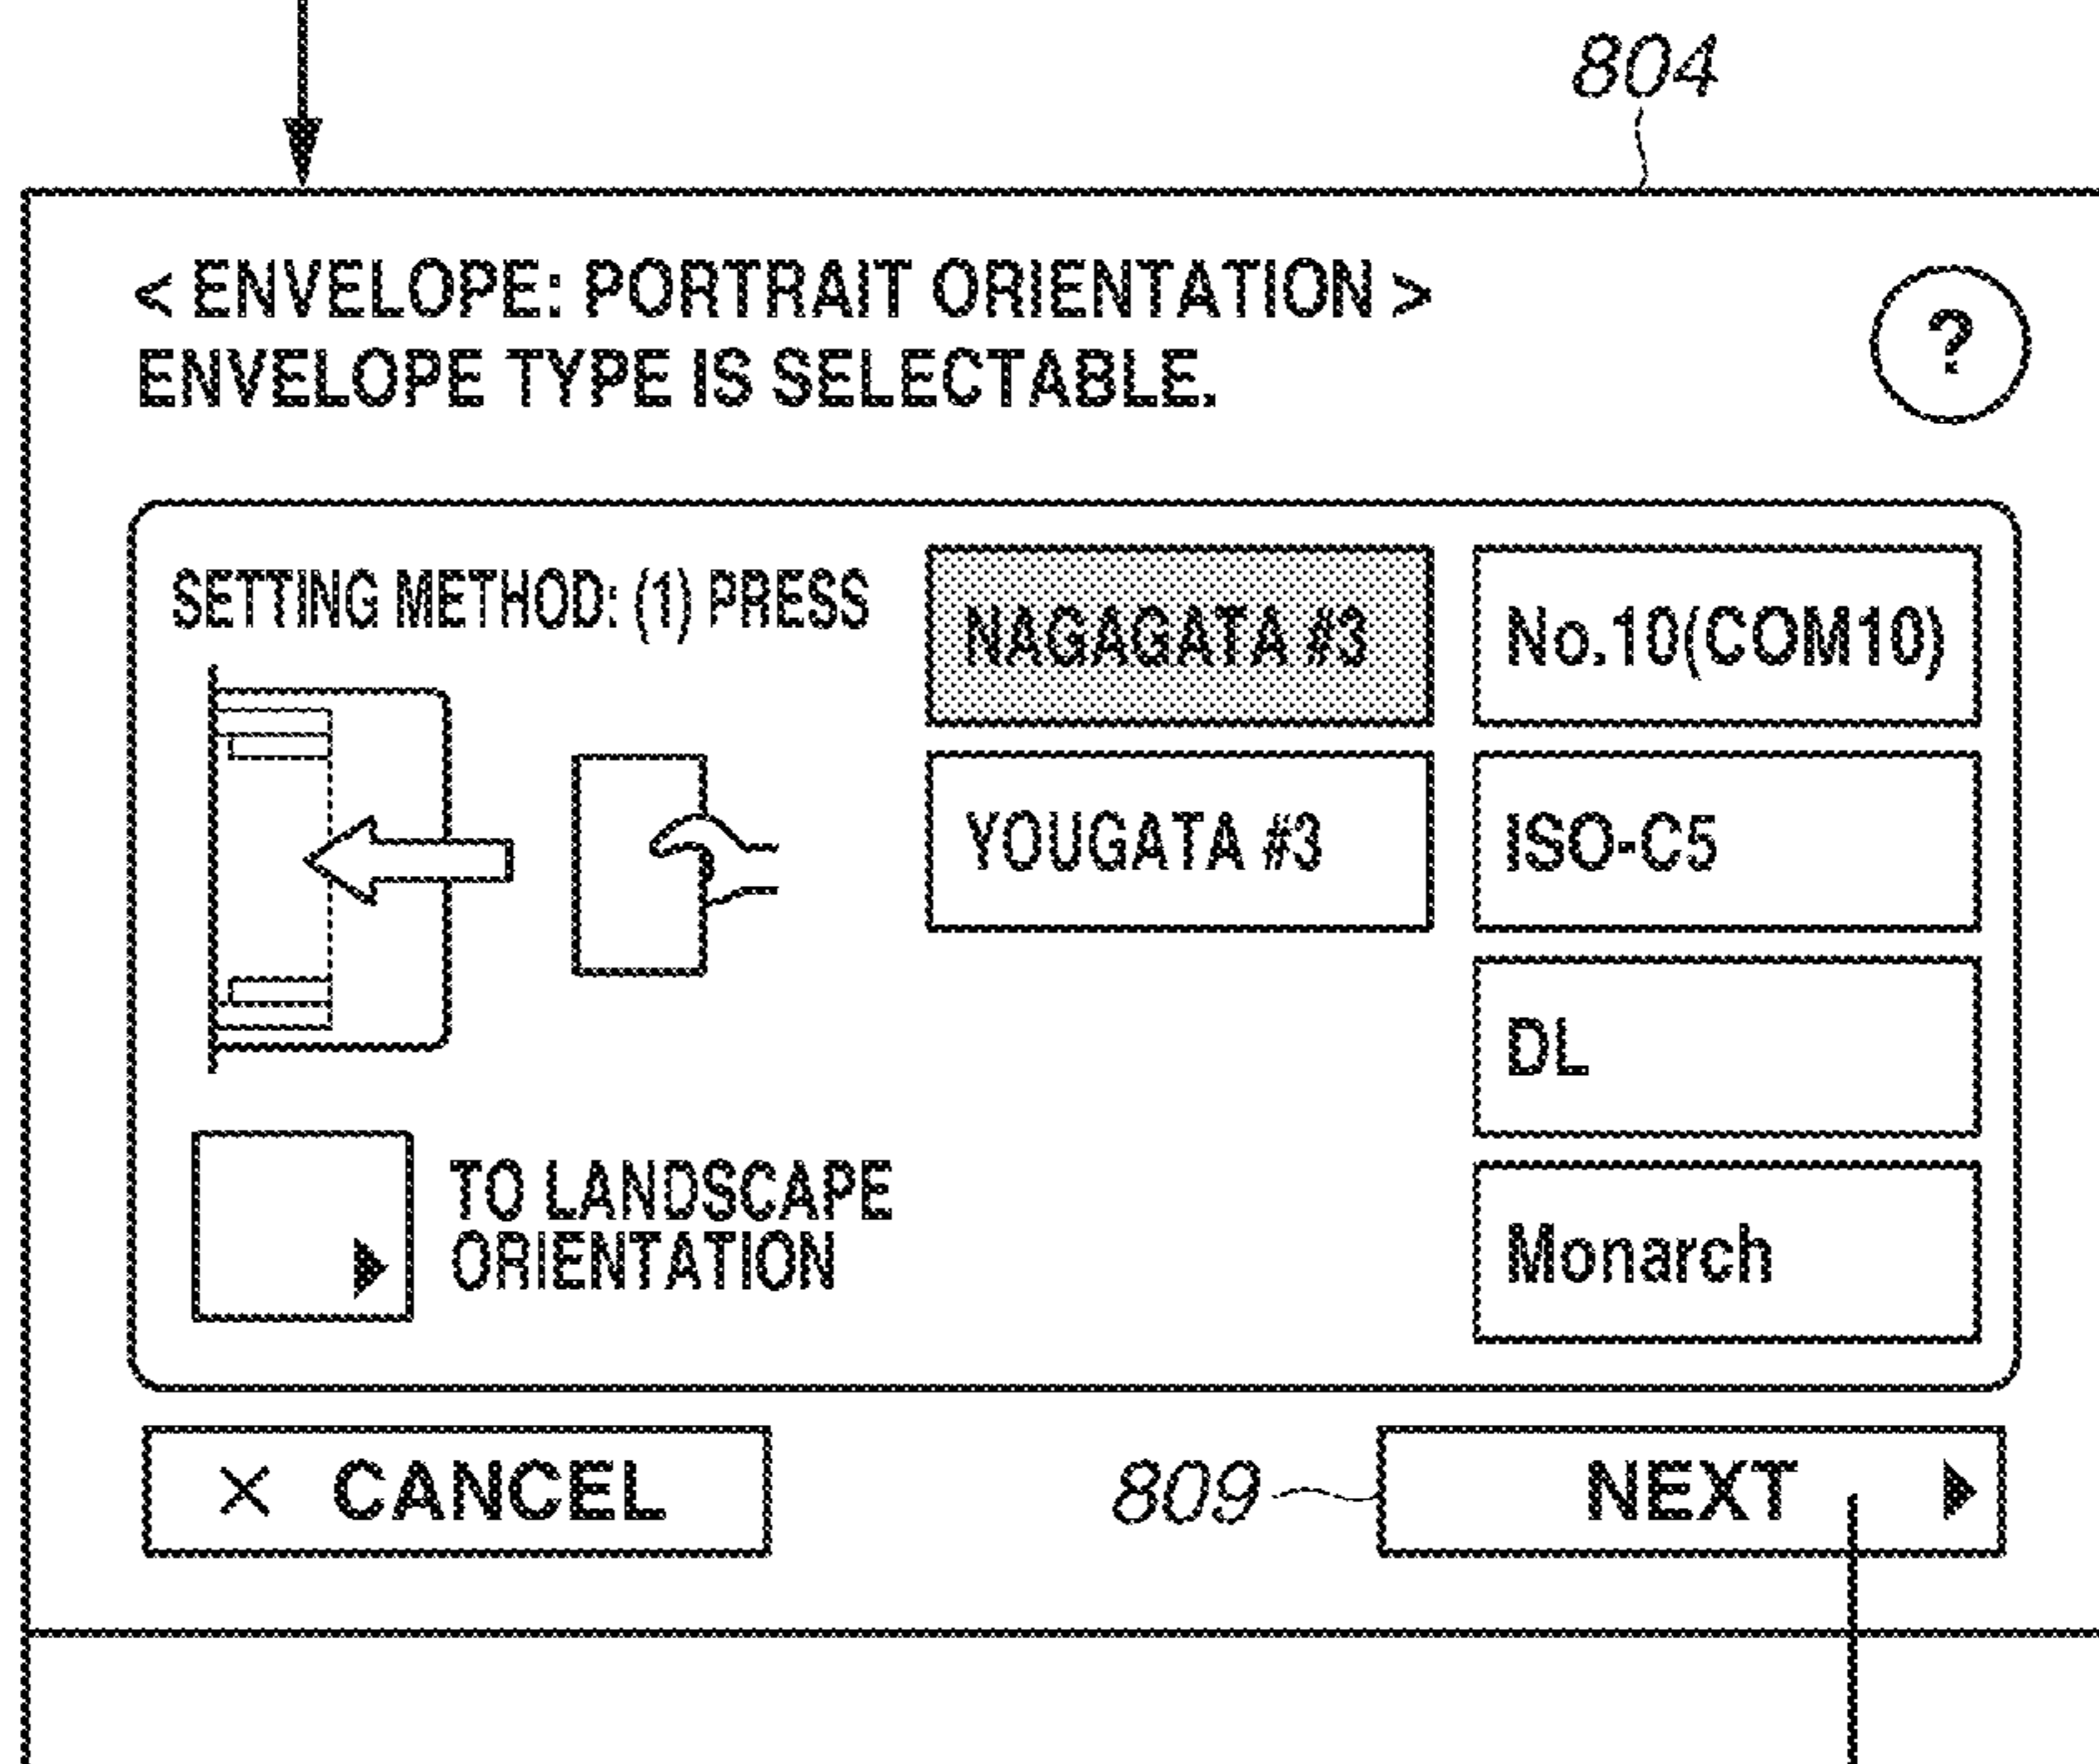 804
< ENVELOPE: PORTRAIT ORIENTATION >
ENVELOPE TYPE IS SELECTABLE.
?
SETTING METHOD: (1) PRESS
NAGAGATA #3
No.10(COM10)
YOUGATA #3
ISO-C5
DL
TO LANDSCAPE
ORIENTATION
Monarch
× CANCEL
809
NEXT